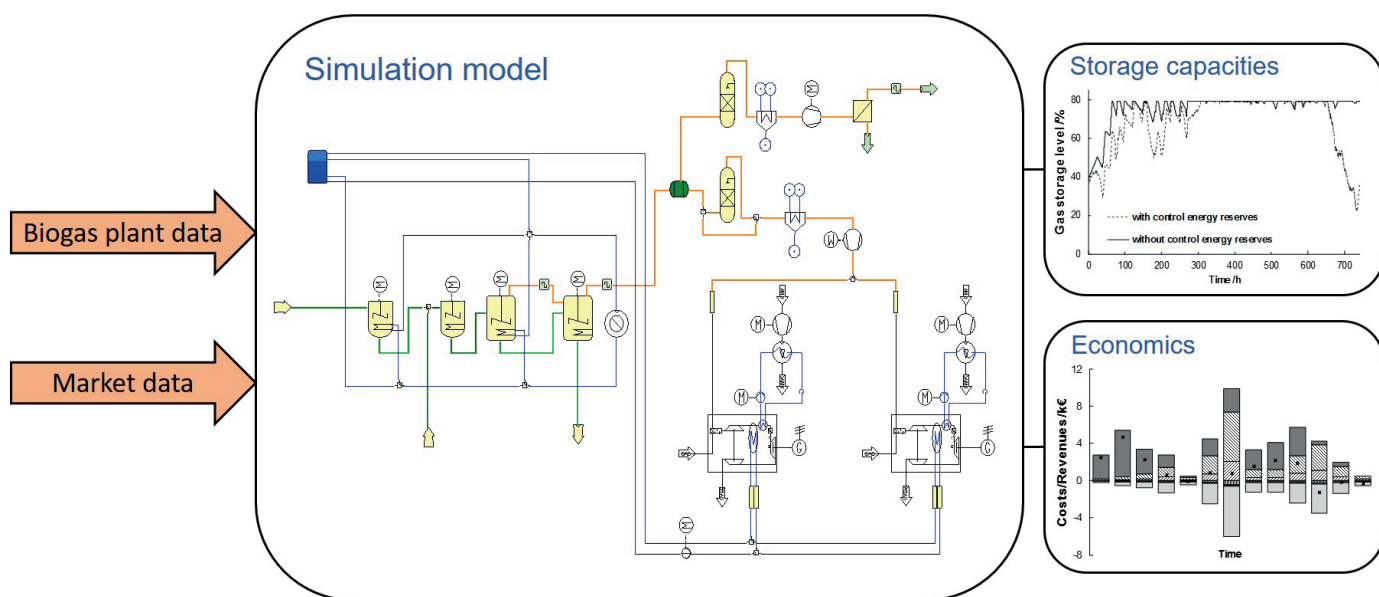 Simulation model
Biogas plant data
Market data
M
M
M
M
M
M
M
M
M
M
M
G
G
M
Storage capacities
Gas storage level /%
80
60
40
20
0
with control energy reserves
without control energy reserves
0 100 200 300 400 500 600 700
Time /h
Economics
Costs/Revenues/k€
12
8
4
0
-4
-8
Time